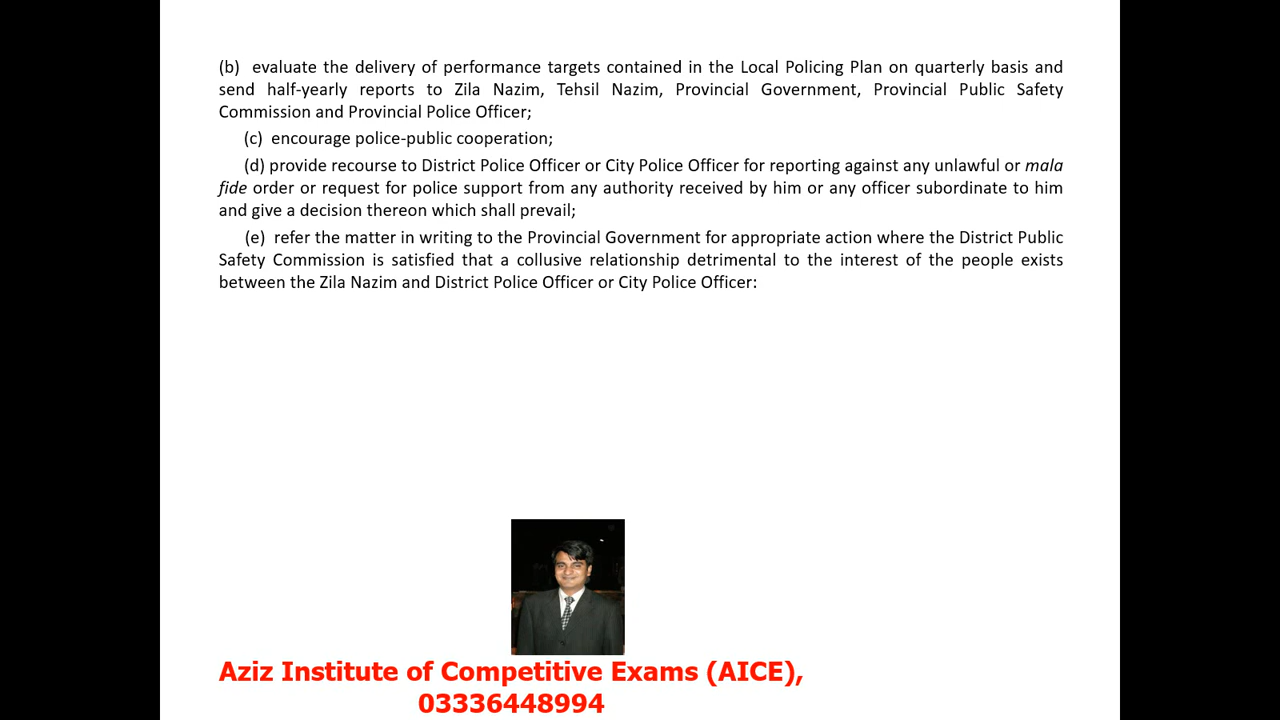 (b) evaluate the delivery of performance targets contained in the Local Policing Plan on quarterly basis and
send half-yearly reports to Zila Nazim, Tehsil Nazim, Provincial Government, Provincial Public Safety
Commission and Provincial Police Officer;
(c) encourage police-public cooperation;
(d) provide recourse to District Police Officer or City Police Officer for reporting against any unlawful or mala
fide order or request for police support from any authority received by him or any officer subordinate to him
and give a decision thereon which shall prevail;
(e) refer the matter in writing to the Provincial Government for appropriate action where the District Public
Safety Commission is satisfied that a collusive relationship detrimental to the interest of the people exists
between the Zila Nazim and District Police Officer or City Police Officer:
Aziz Institute of Competitive Exams (AICE),
03336448994